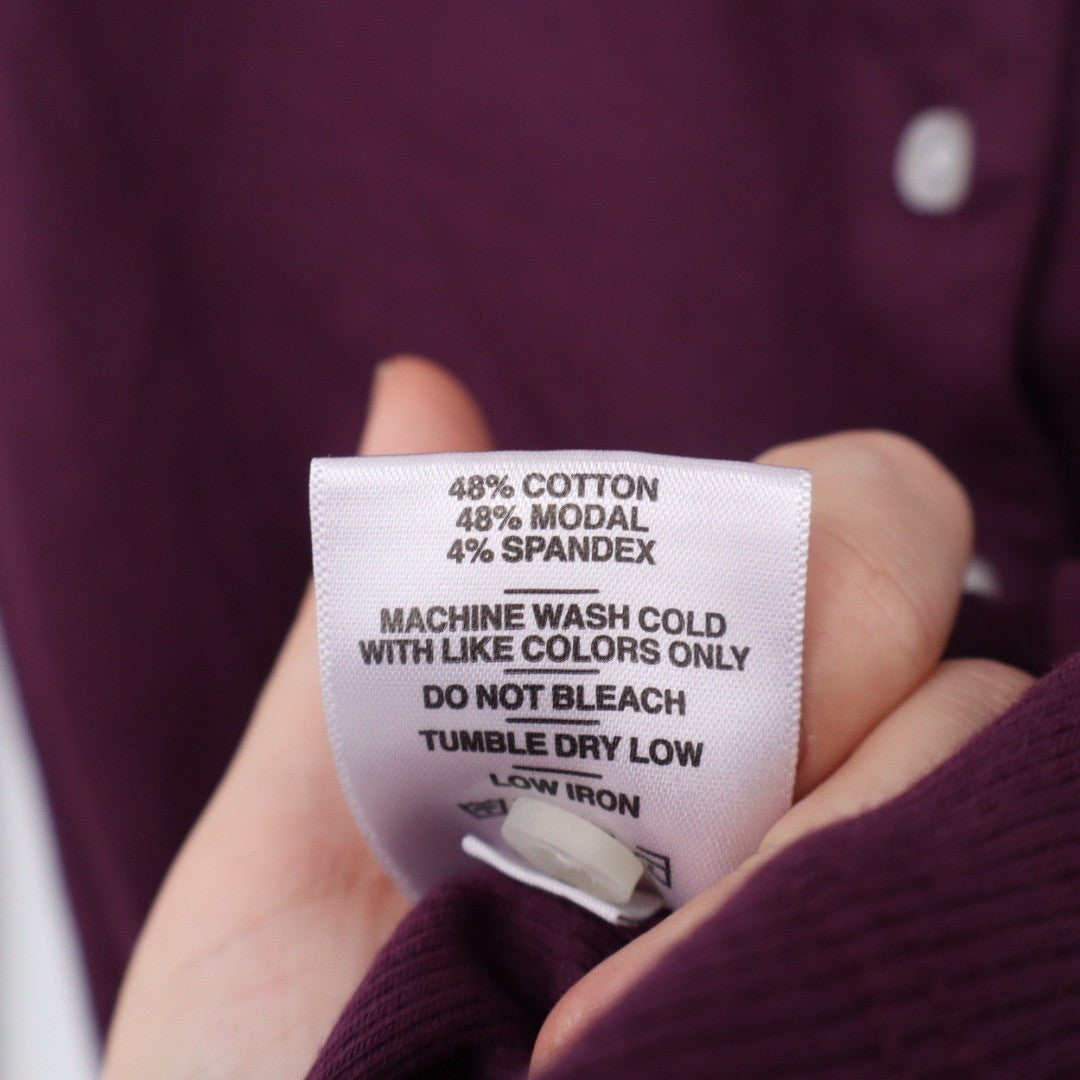 48% COTTON
48% MODAL
4% SPANDEX
MACHINE WASH COLD
WITH LIKE COLORS ONLY
DO NOT BLEACH
TUMBLE DRY LOW
LOW IRON